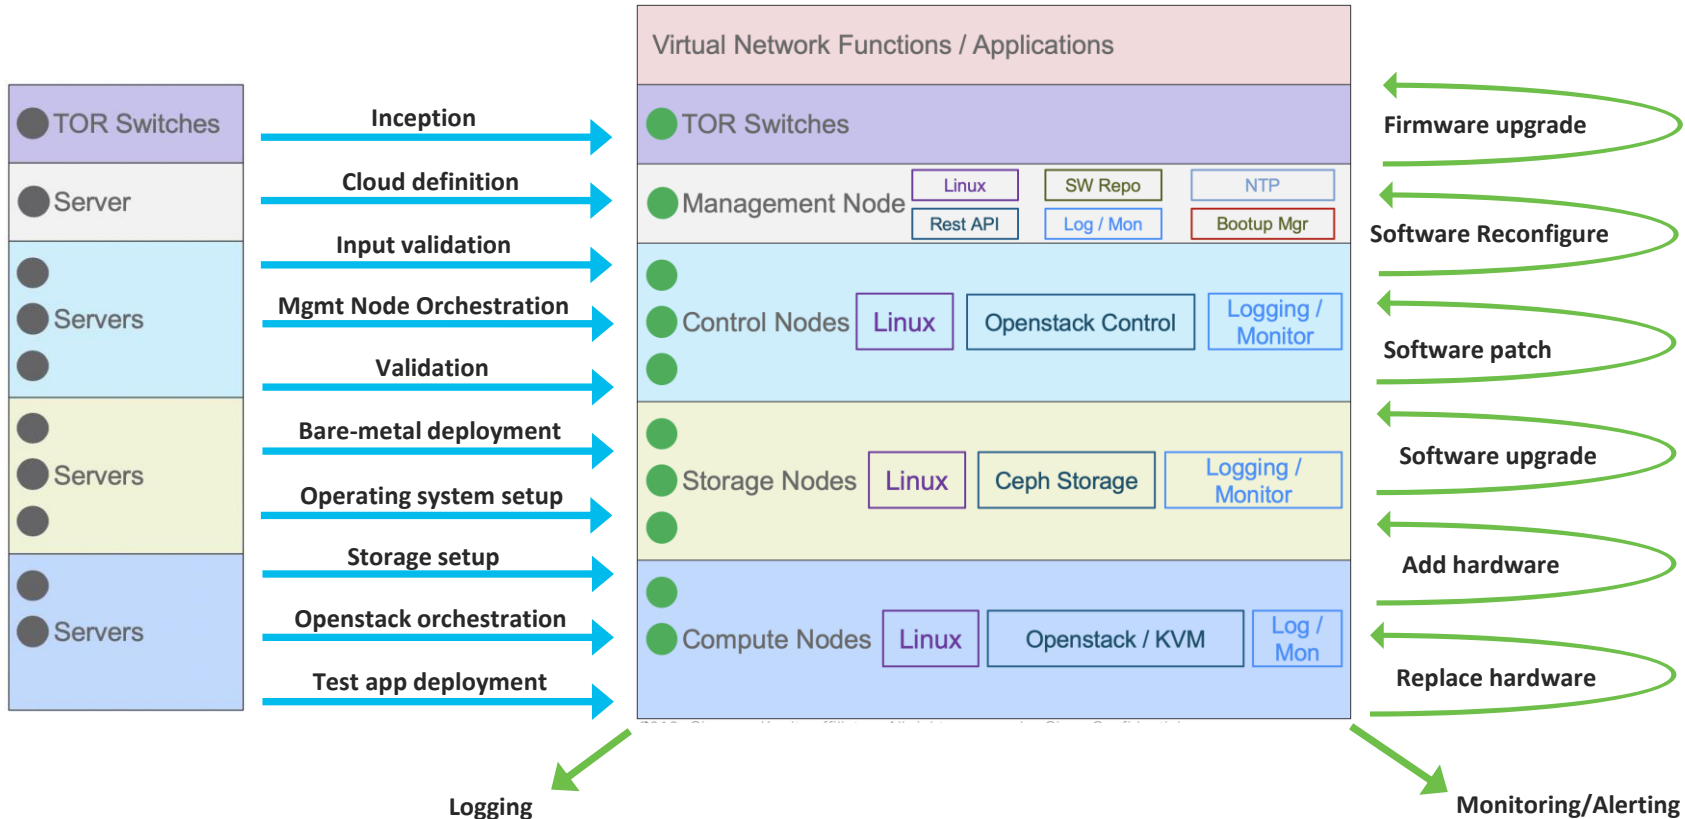 Virtual Network Functions / Applications
TOR Switches
Server
Servers
Servers
Servers
Inception
Cloud definition
Input validation
Mgmt Node Orchestration
Validation
Bare-metal deployment
Operating system setup
Storage setup
Openstack orchestration
Test app deployment
TOR Switches
Management Node
Linux
SW Repo
NTP
Rest API
Log / Mon
Bootup Mgr
Control Nodes
Linux
Openstack Control
Logging /
Monitor
Storage Nodes
Linux
Ceph Storage
Logging /
Monitor
Compute Nodes
Linux
Openstack / KVM
Log /
Mon
Firmware upgrade
Software Reconfigure
Software patch
Software upgrade
Add hardware
Replace hardware
Logging
Monitoring/Alerting